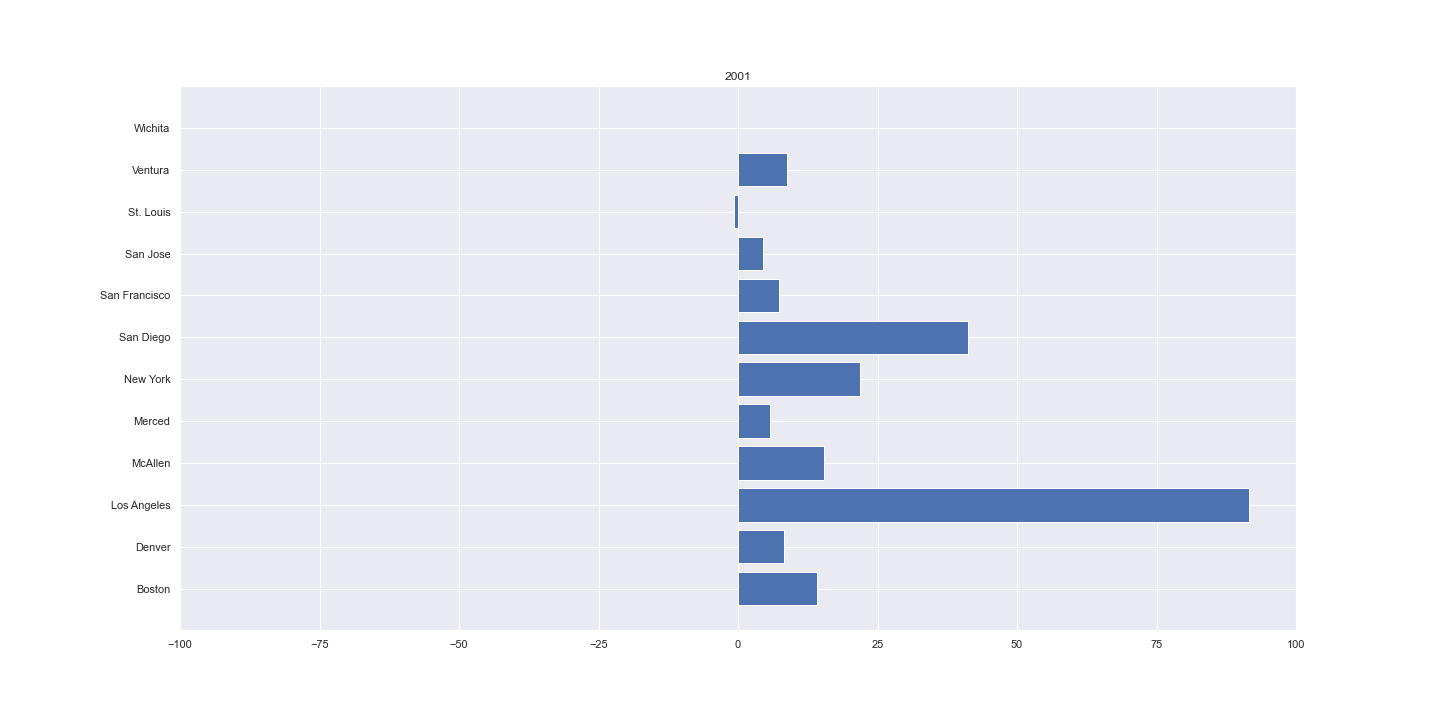 2001
Wichita
Ventura
St. Louis
San Jose
San Francisco
San Diego
New York
Merced
McAllen
Los Angeles
Denver
Boston
−100 −75 −50 −25 0 25 50 75 100